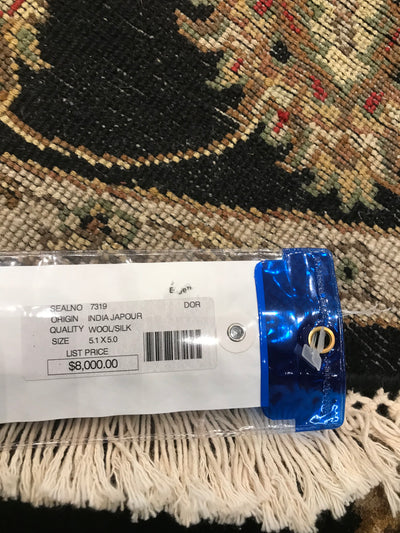 SEALNO 7319 DOR
ORIGIN INDIA JAPOUR
QUALITY WOOL/SILK
SIZE 5.1 X 5.0
LIST PRICE
$8,000.00